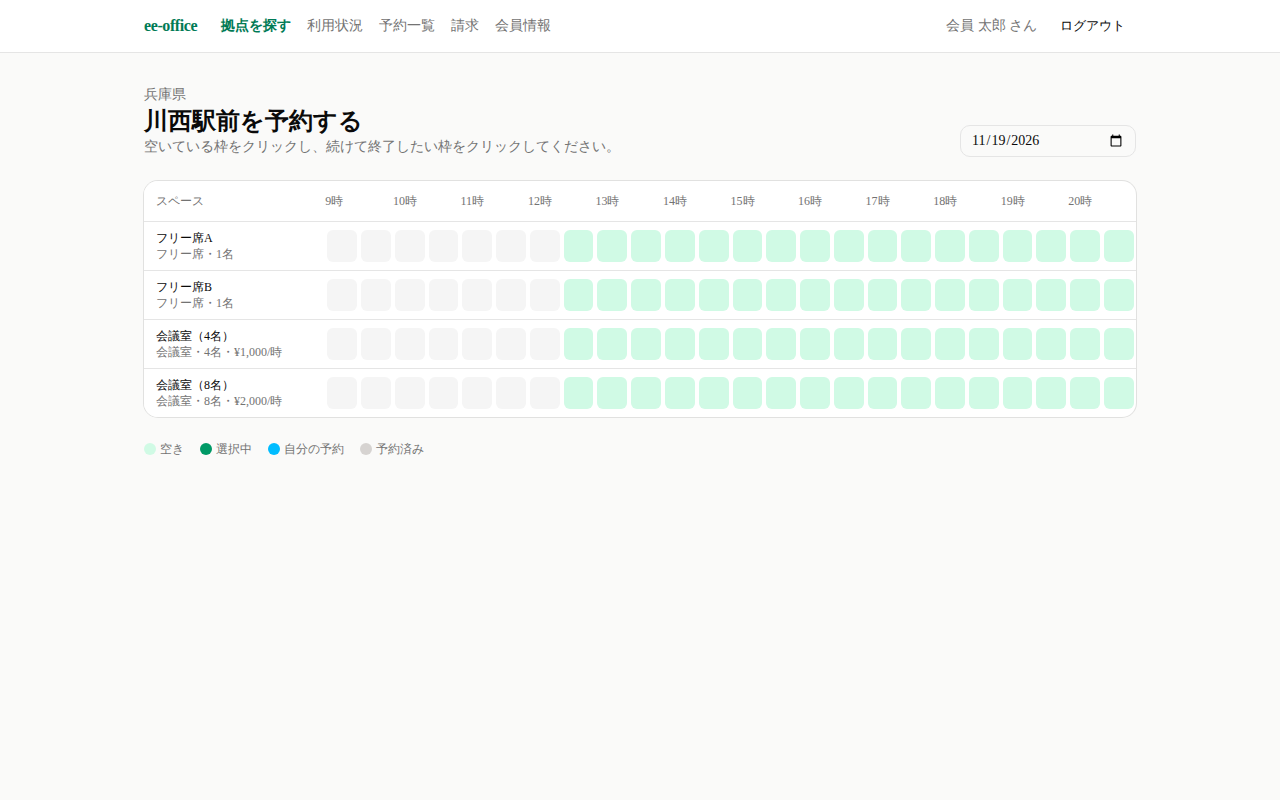 ee-office 拠点を探す 利用状況 予約一覧 請求 会員情報 会員 太郎 さん ログアウト
兵庫県
川西駅前を予約する
空いている枠をクリックし、続けて終了したい枠をクリックしてください。
11/19/2026
スペース 9時 10時 11時 12時 13時 14時 15時 16時 17時 18時 19時 20時
フリー席A
フリー席・1名
フリー席B
フリー席・1名
会議室（4名）
会議室・4名・¥1,000/時
会議室（8名）
会議室・8名・¥2,000/時
空き 選択中 自分の予約 予約済み